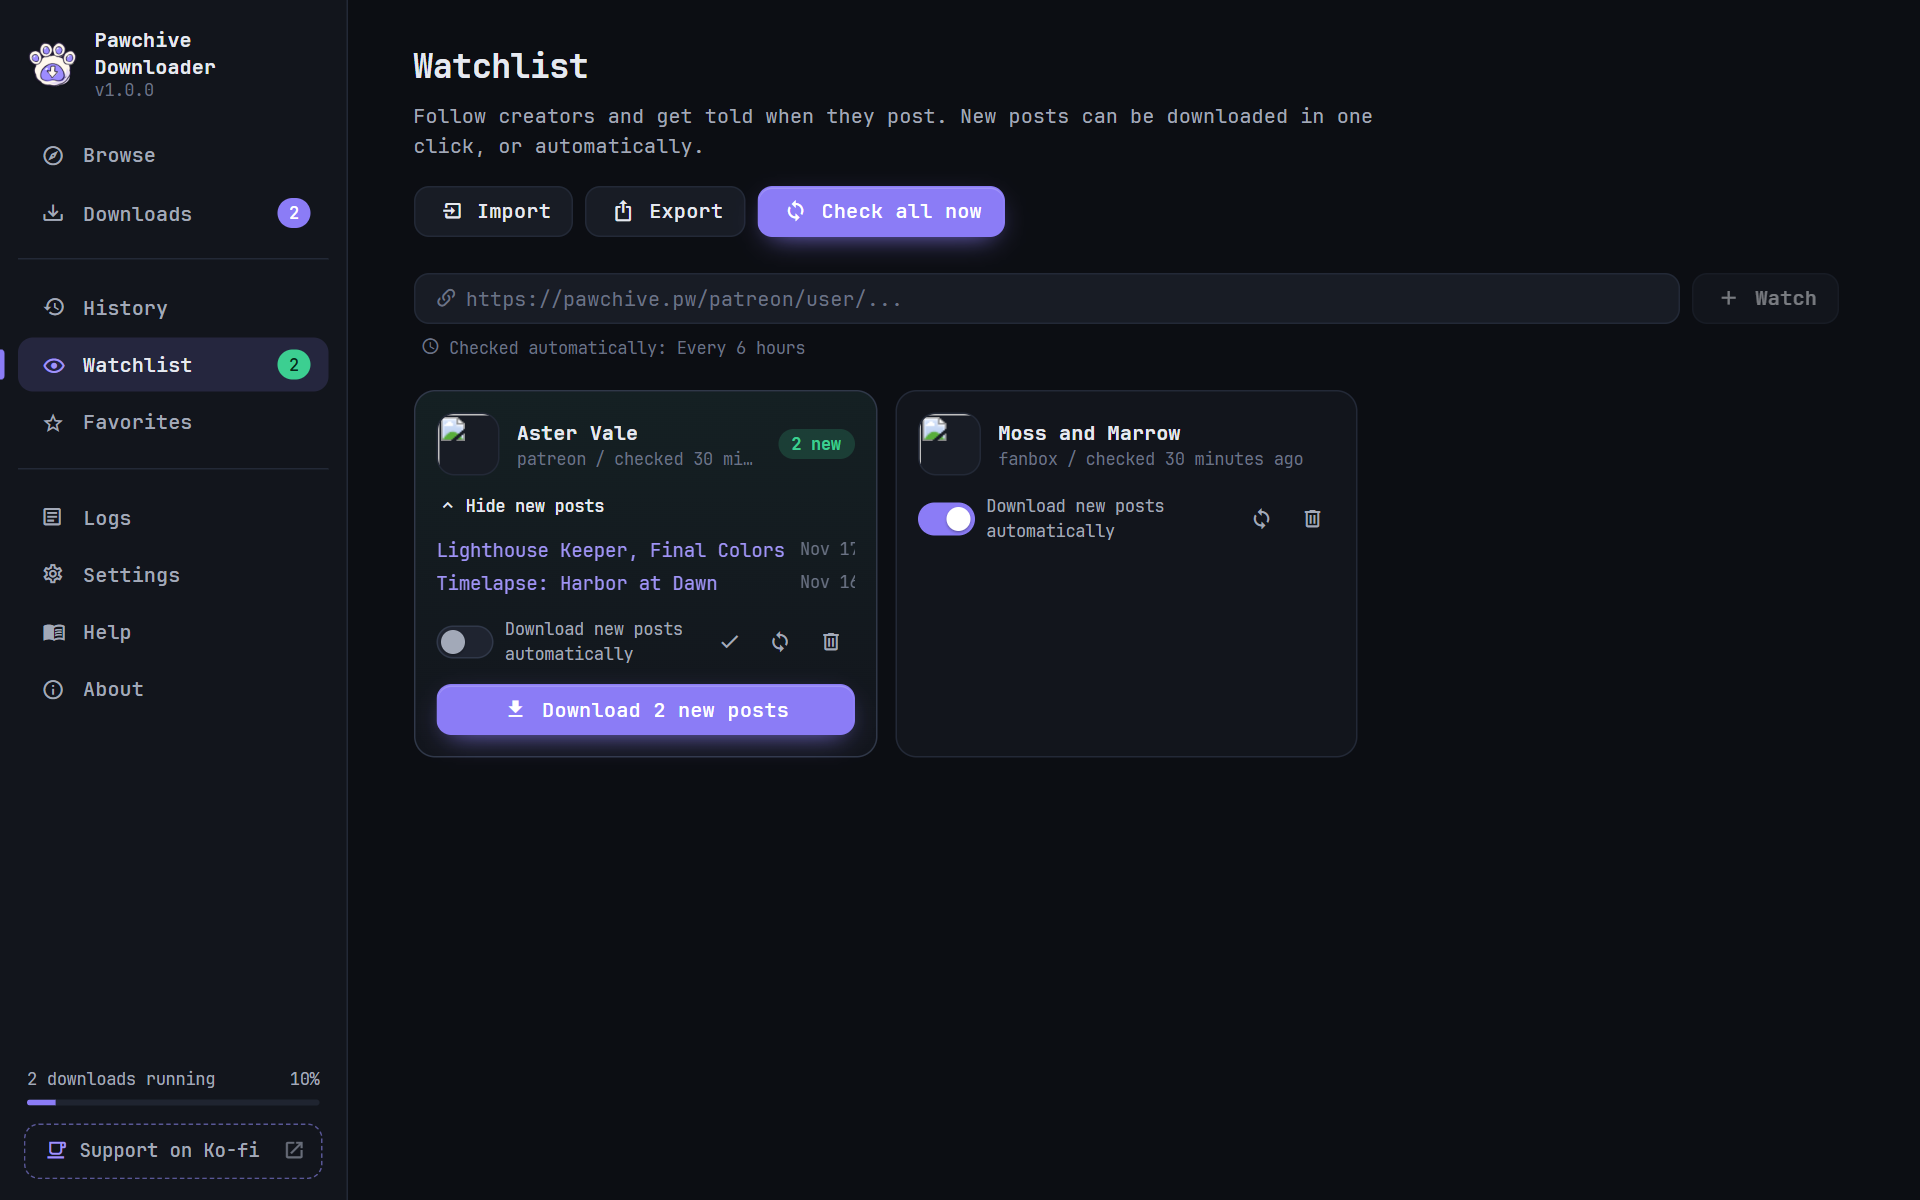 Pawchive
Downloader
v1.0.0
Browse
Downloads 2
History
Watchlist 2
Favorites
Logs
Settings
Help
About
2 downloads running 10%
Support on Ko-fi
Watchlist
Follow creators and get told when they post. New posts can be downloaded in one
click, or automatically.
Import Export Check all now
https://pawchive.pw/patreon/user/... + Watch
Checked automatically: Every 6 hours
Aster Vale
patreon / checked 30 mi…
2 new
Hide new posts
Lighthouse Keeper, Final Colors Nov 17
Timelapse: Harbor at Dawn Nov 16
Download new posts
automatically
Download 2 new posts
Moss and Marrow
fanbox / checked 30 minutes ago
Download new posts
automatically